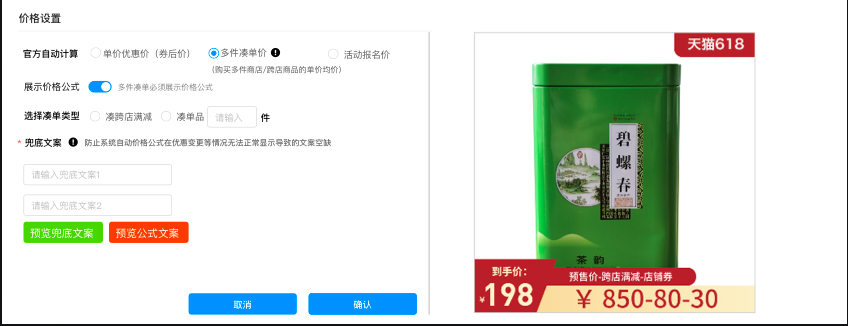 价格设置
官方自动计算 单价优惠价（券后价） 多件凑单价 活动报名价
(购买多件商店/跨店商品的单价均价)
展示价格公式 多件凑单必须展示价格公式
选择凑单类型 凑跨店满减 凑单品 请输入 件
* 兜底文案 防止系统自动价格公式在优惠变更等情况无法正常显示导致的文案空缺
请输入兜底文案1
请输入兜底文案2
预览兜底文案 预览公式文案
取消 确认
天猫618
碧螺春
茶韵
到手价：
¥198
预售价-跨店满减-店铺券
¥ 850-80-30